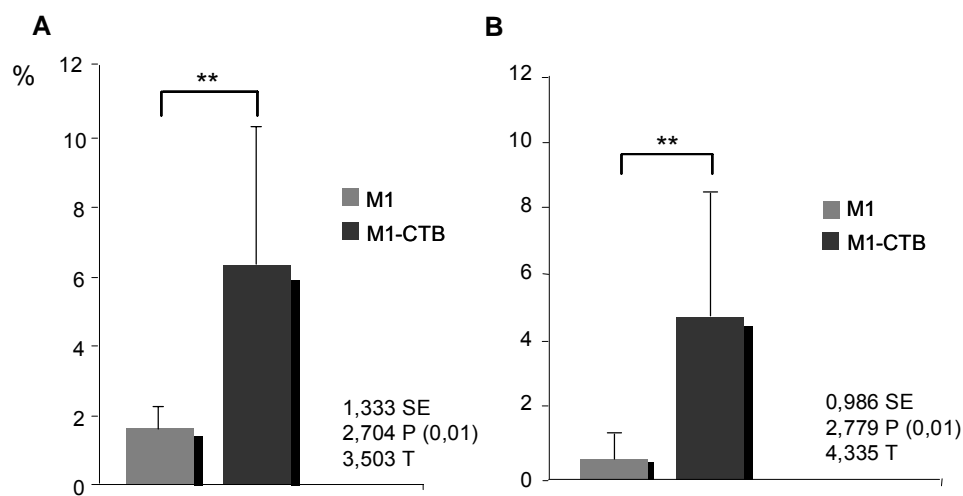 A
%
12
10
8
6
4
2
0
**
M1
M1-CTB
1,333 SE
2,704 P (0,01)
3,503 T
B
12
10
8
6
4
2
0
**
M1
M1-CTB
0,986 SE
2,779 P (0,01)
4,335 T